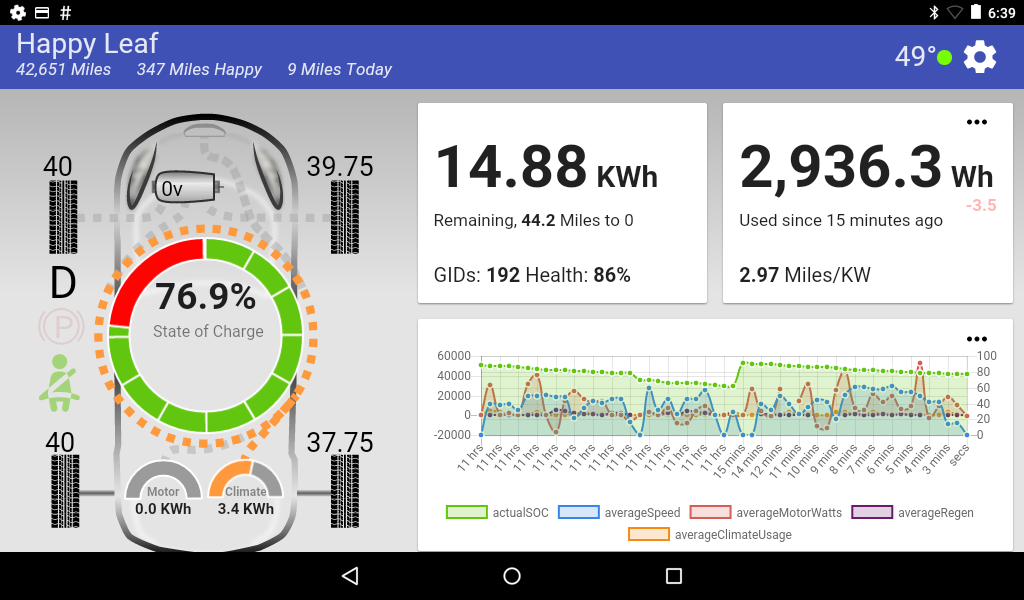 6:39
Happy Leaf
42,651 Miles 347 Miles Happy 9 Miles Today
49°
40 39.75
0v
D
P
76.9%
State of Charge
40 37.75
Motor Climate
0.0 KWh 3.4 KWh
14.88 KWh
Remaining, 44.2 Miles to 0
GIDs: 192 Health: 86%
2,936.3 Wh
-3.5
Used since 15 minutes ago
2.97 Miles/KW
60000 100
80
40000
60
20000
40
0
20
-20000 0
11 hrs 11 hrs 11 hrs 11 hrs 11 hrs 11 hrs 11 hrs 11 hrs 11 hrs 11 hrs 11 hrs 11 hrs 11 hrs 11 hrs 15 mins 14 mins 12 mins 11 mins 10 mins 9 mins 8 mins 7 mins 6 mins 5 mins 4 mins 3 mins secs
actualSOC averageSpeed averageMotorWatts averageRegen
averageClimateUsage